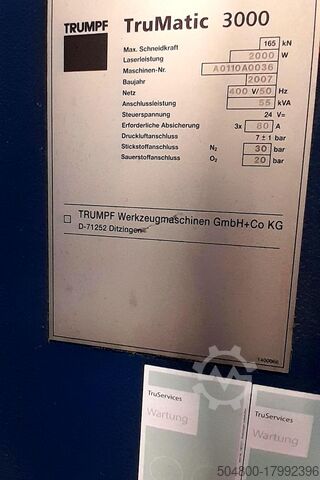 TRUMPF TruMatic 3000
Max. Schneidkraft 165 kN
Laserleistung 2000 W
Maschinen-Nr. A0110A0036
Baujahr 2007
Netz 400 V/50 Hz
Anschlussleistung 55 kVA
Steuerspannung 24 V=
Erforderliche Absicherung 3x 80 A
Druckluftanschluss 7±1 bar
Stickstoffanschluss N2 30 bar
Sauerstoffanschluss O2 20 bar
TRUMPF Werkzeugmaschinen GmbH+Co KG
D-71252 Ditzingen
TruServices
Wartung
TruServices
Wartung
504800-17992396